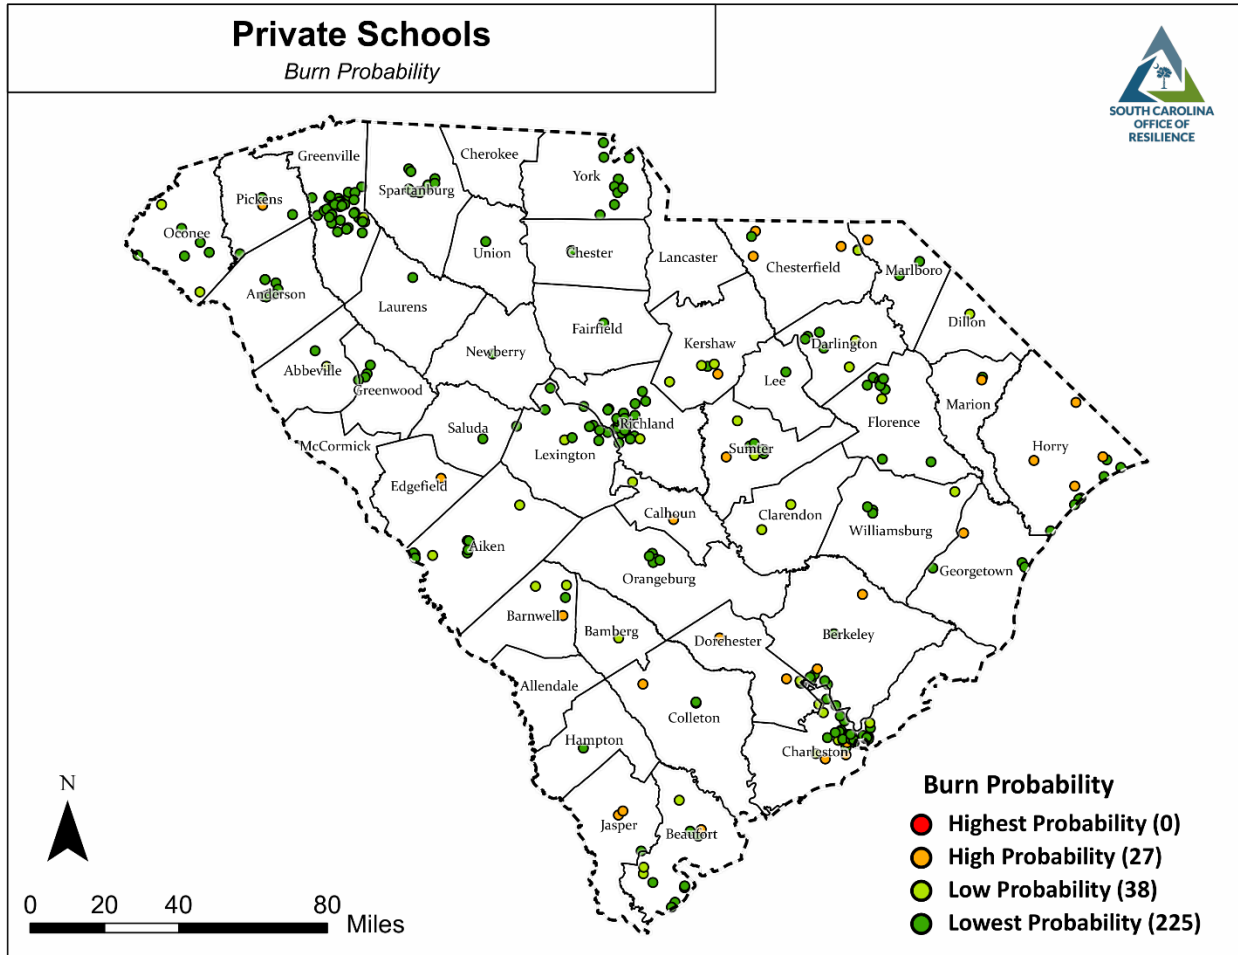 Private Schools
Burn Probability
SOUTH CAROLINA
OFFICE OF
RESILIENCE
Greenville
Cherokee
York
Spartanburg
Pickens
Oconee
Union
Chester
Lancaster
Chesterfield
Marlboro
Anderson
Laurens
Fairfield
Dillon
Newberry
Kershaw
Darlington
Abbeville
Greenwood
Lee
Marion
Saluda
Richland
Florence
McCormick
Lexington
Sumter
Horry
Edgefield
Calhoun
Clarendon
Williamsburg
Aiken
Orangeburg
Georgetown
Barnwell
Bamberg
Dorchester
Berkeley
Allendale
Colleton
Hampton
Charleston
Jasper
Beaufort
N
0 20 40 80
Miles
Burn Probability
Highest Probability (0)
High Probability (27)
Low Probability (38)
Lowest Probability (225)